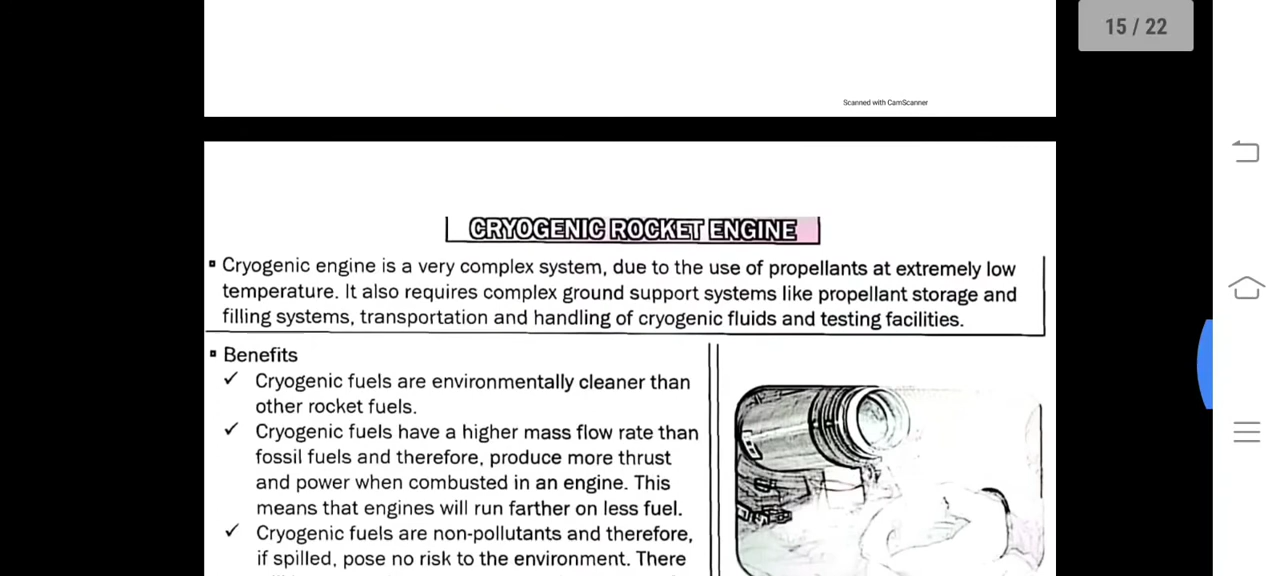 15 / 22
Scanned with CamScanner
CRYOGENIC ROCKET ENGINE
▪ Cryogenic engine is a very complex system, due to the use of propellants at extremely low
temperature. It also requires complex ground support systems like propellant storage and
filling systems, transportation and handling of cryogenic fluids and testing facilities.
▪ Benefits
✓ Cryogenic fuels are environmentally cleaner than
other rocket fuels.
✓ Cryogenic fuels have a higher mass flow rate than
fossil fuels and therefore, produce more thrust
and power when combusted in an engine. This
means that engines will run farther on less fuel.
✓ Cryogenic fuels are non-pollutants and therefore,
if spilled, pose no risk to the environment. There